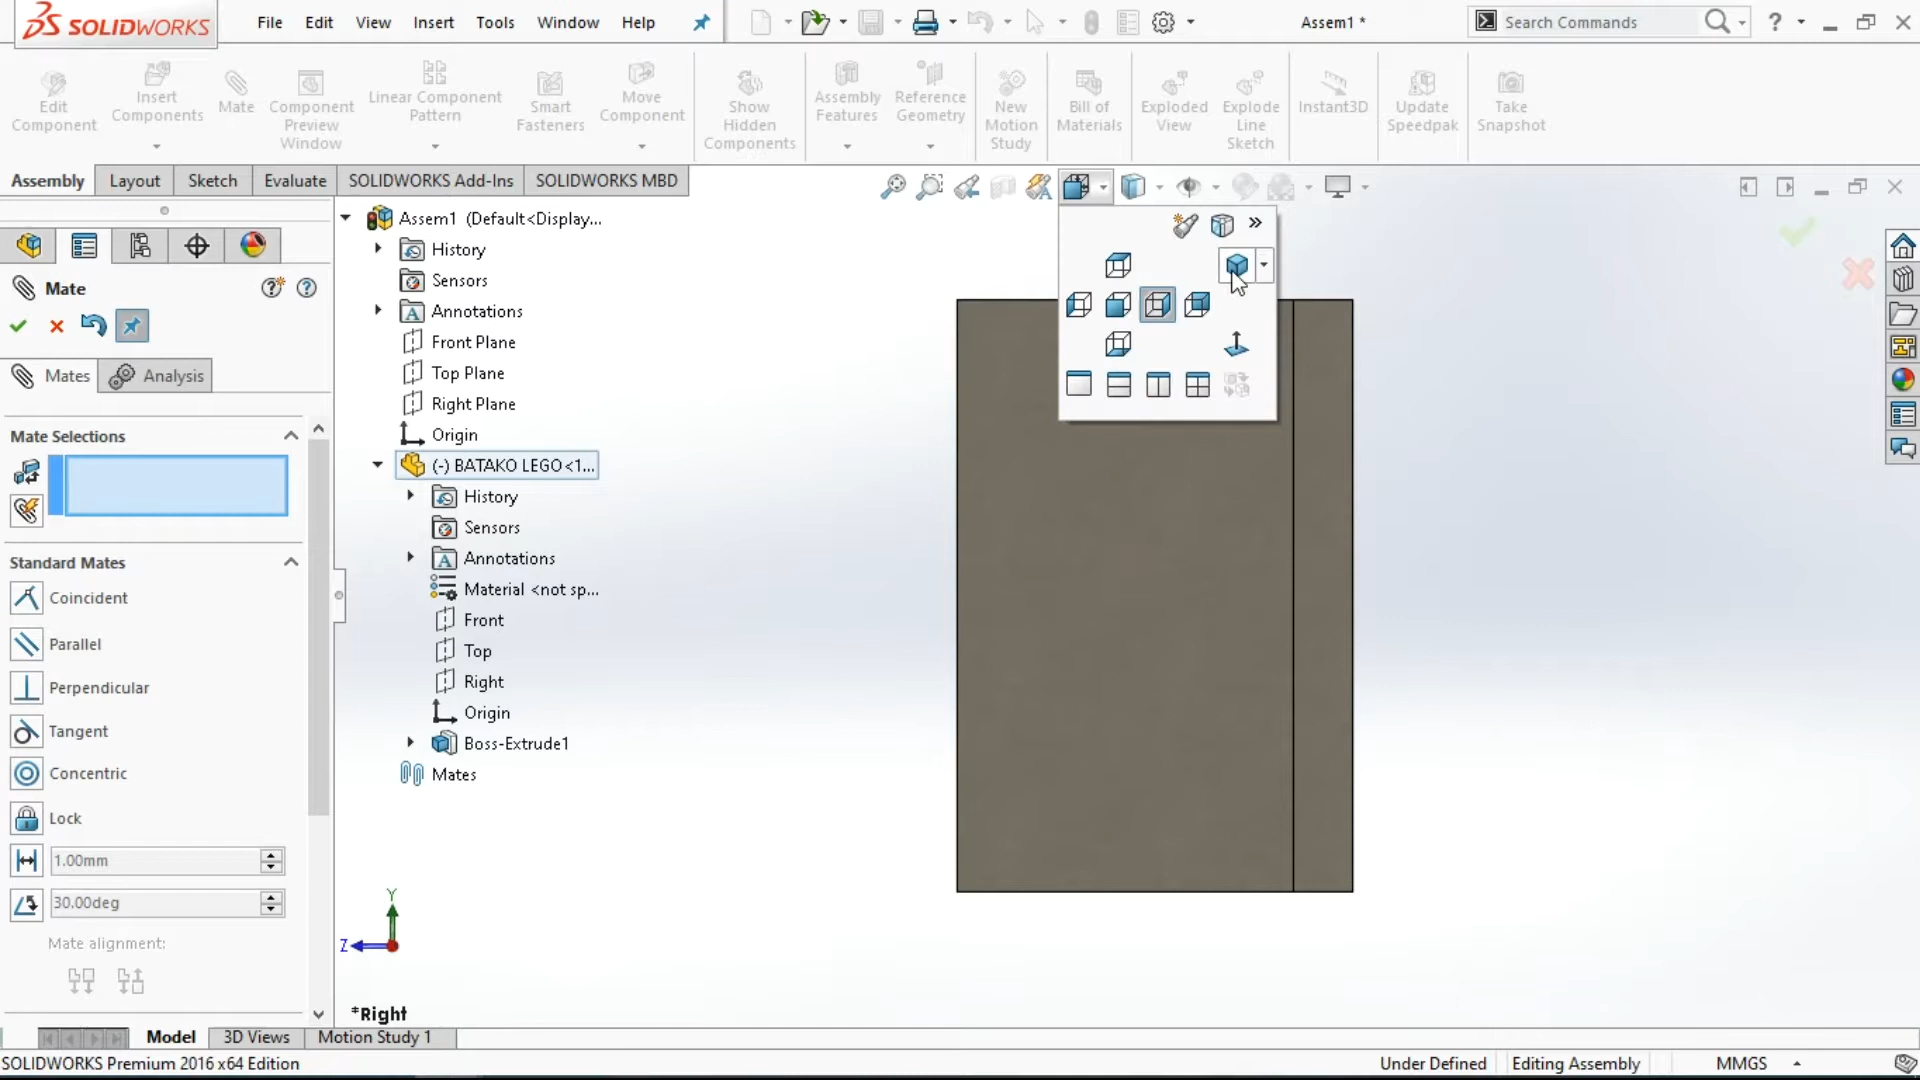 SOLIDWORKS File Edit View Insert Tools Window Help Assem1 * Search Commands ?
Edit Component
Insert Components
Mate
Component Preview Window
Linear Component Pattern
Smart Fasteners
Move Component
Show Hidden Components
Assembly Features
Reference Geometry
New Motion Study
Bill of Materials
Exploded View
Explode Line Sketch
Instant3D
Update Speedpak
Take Snapshot
Assembly Layout Sketch Evaluate SOLIDWORKS Add-Ins SOLIDWORKS MBD
Mate
Mates Analysis
Mate Selections
Standard Mates
Coincident
Parallel
Perpendicular
Tangent
Concentric
Lock
1.00mm
30.00deg
Mate alignment:
Assem1 (Default<Display...
History
Sensors
Annotations
Front Plane
Top Plane
Right Plane
Origin
(-) BATAKO LEGO<1...
History
Sensors
Annotations
Material <not sp...
Front
Top
Right
Origin
Boss-Extrude1
Mates
Y
Z
*Right
Model 3D Views Motion Study 1
SOLIDWORKS Premium 2016 x64 Edition Under Defined Editing Assembly MMGS